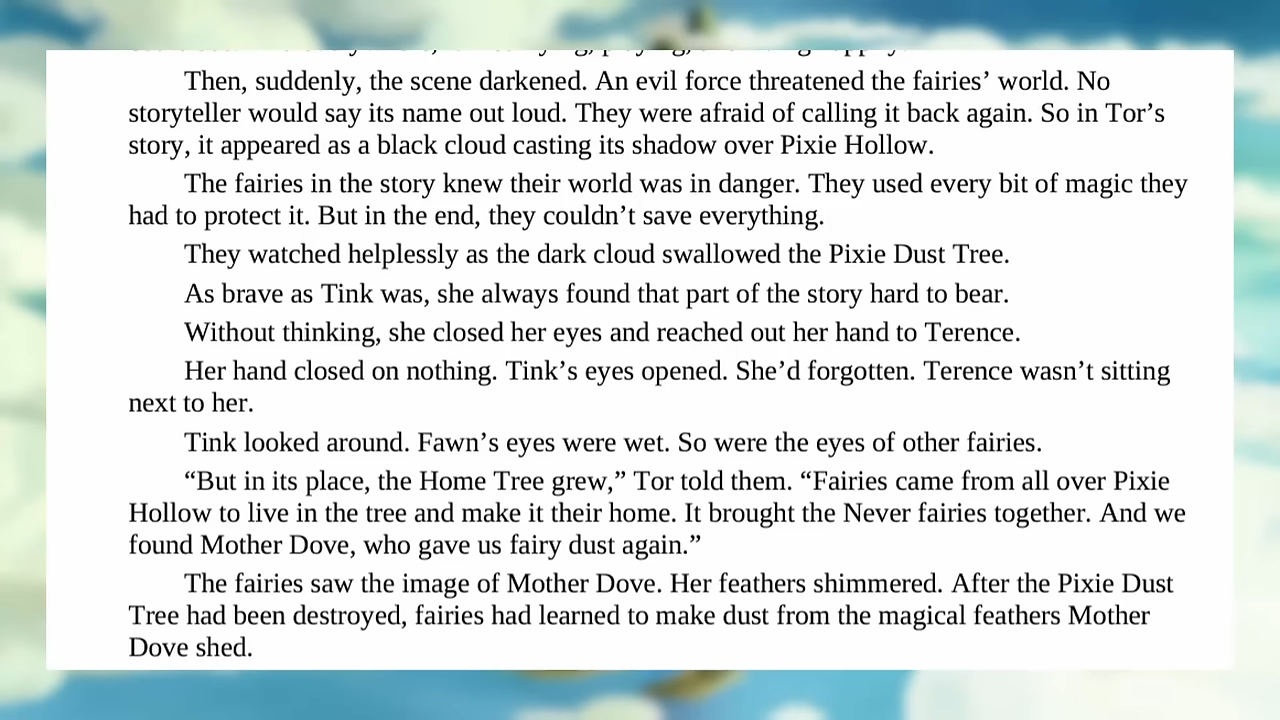 Then, suddenly, the scene darkened. An evil force threatened the fairies’ world. No
storyteller would say its name out loud. They were afraid of calling it back again. So in Tor’s
story, it appeared as a black cloud casting its shadow over Pixie Hollow.
The fairies in the story knew their world was in danger. They used every bit of magic they
had to protect it. But in the end, they couldn’t save everything.
They watched helplessly as the dark cloud swallowed the Pixie Dust Tree.
As brave as Tink was, she always found that part of the story hard to bear.
Without thinking, she closed her eyes and reached out her hand to Terence.
Her hand closed on nothing. Tink’s eyes opened. She’d forgotten. Terence wasn’t sitting
next to her.
Tink looked around. Fawn’s eyes were wet. So were the eyes of other fairies.
“But in its place, the Home Tree grew,” Tor told them. “Fairies came from all over Pixie
Hollow to live in the tree and make it their home. It brought the Never fairies together. And we
found Mother Dove, who gave us fairy dust again.”
The fairies saw the image of Mother Dove. Her feathers shimmered. After the Pixie Dust
Tree had been destroyed, fairies had learned to make dust from the magical feathers Mother
Dove shed.